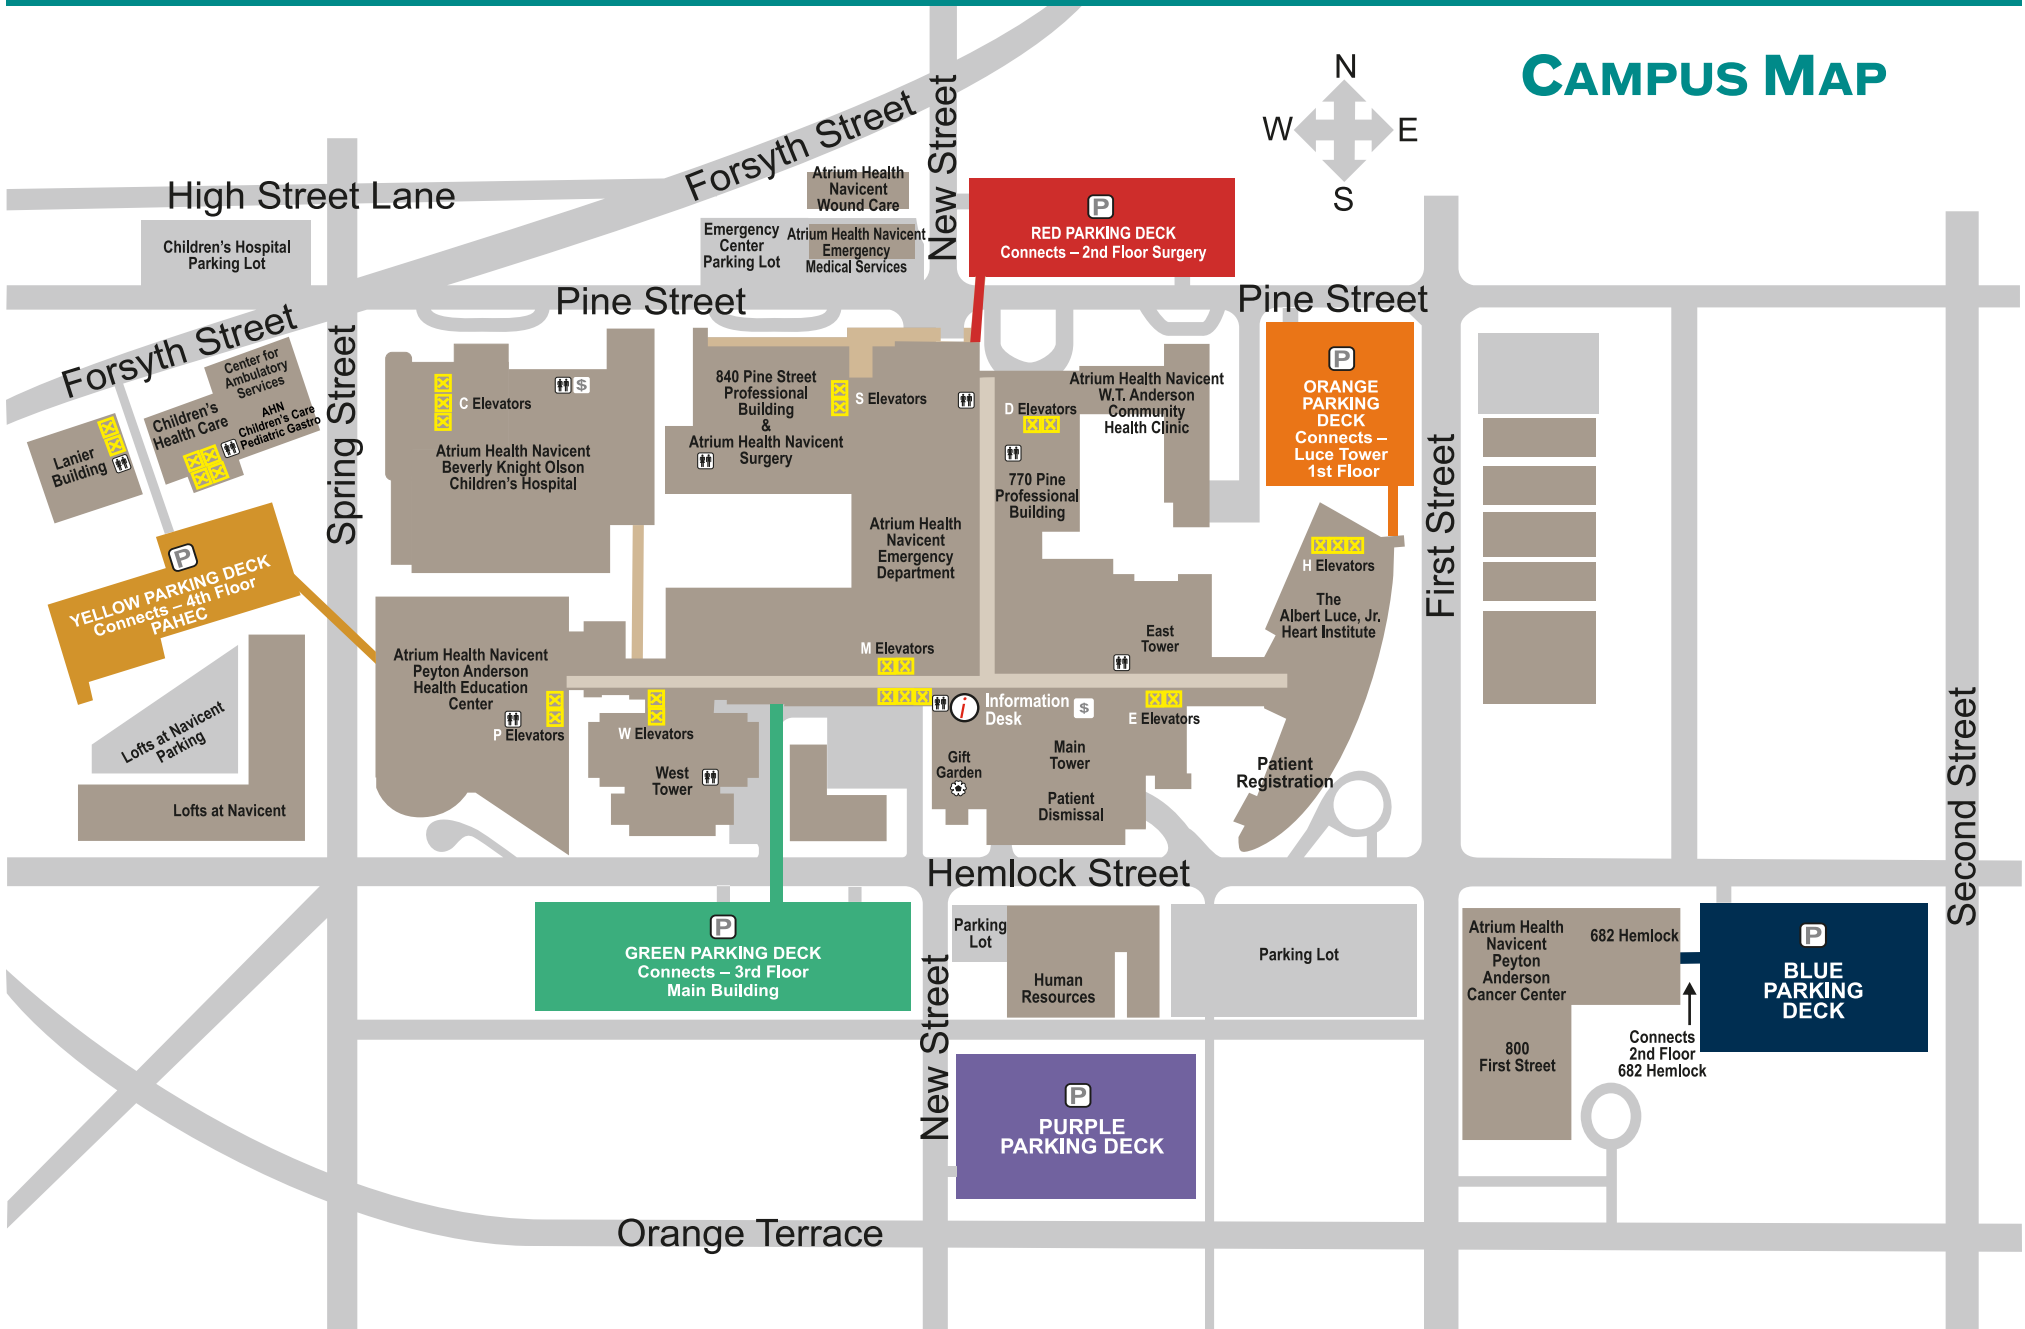 CAMPUS MAP
N
W
E
S
Forsyth Street
New Street
High Street Lane
Children's Hospital
Parking Lot
Atrium Health
Navicent
Wound Care
Emergency
Center
Parking Lot
Atrium Health Navicent
Emergency
Medical Services
P
RED PARKING DECK
Connects – 2nd Floor Surgery
Pine Street
Pine Street
Forsyth Street
Spring Street
Center for
Ambulatory
Services
Children's
Health Care
AHN
Children's Care
Pediatric Gastro
Lanier
Building
C Elevators
$
Atrium Health Navicent
Beverly Knight Olson
Children's Hospital
840 Pine Street
Professional
Building
&
Atrium Health Navicent
Surgery
S Elevators
D Elevators
Atrium Health Navicent
W.T. Anderson
Community
Health Clinic
770 Pine
Professional
Building
P
ORANGE
PARKING
DECK
Connects –
Luce Tower
1st Floor
First Street
Atrium Health
Navicent
Emergency
Department
H Elevators
The
Albert Luce, Jr.
Heart Institute
P
YELLOW PARKING DECK
Connects – 4th Floor
PAHEC
Atrium Health Navicent
Peyton Anderson
Health Education
Center
P Elevators
M Elevators
East
Tower
W Elevators
i
Information
Desk
$
E Elevators
Lofts at Navicent
Parking
Lofts at Navicent
West
Tower
Gift
Garden
Main
Tower
Patient
Dismissal
Patient
Registration
Second Street
Hemlock Street
P
GREEN PARKING DECK
Connects – 3rd Floor
Main Building
New Street
Parking
Lot
Human
Resources
Parking Lot
Atrium Health
Navicent
Peyton
Anderson
Cancer Center
682 Hemlock
800
First Street
Connects
2nd Floor
682 Hemlock
P
BLUE
PARKING
DECK
P
PURPLE
PARKING DECK
Orange Terrace